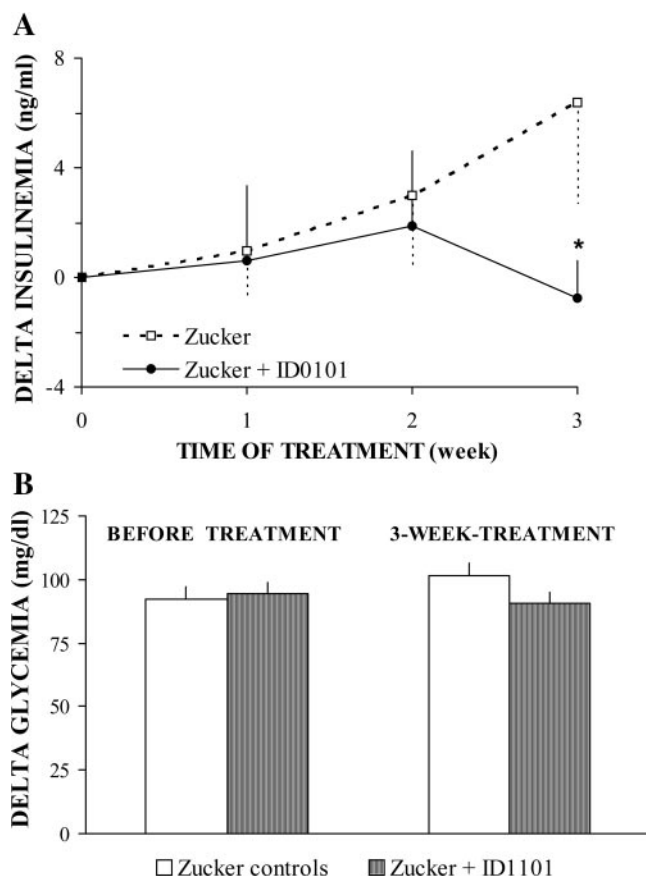 A
DELTA INSULINEMIA (ng/ml)
8
4
0
-4
*
Zucker
Zucker + ID0101
0 1 2 3
TIME OF TREATMENT (week)
B
DELTA GLYCEMIA (mg/dl)
125
100
75
50
25
0
BEFORE TREATMENT 3-WEEK-TREATMENT
Zucker controls Zucker + ID1101